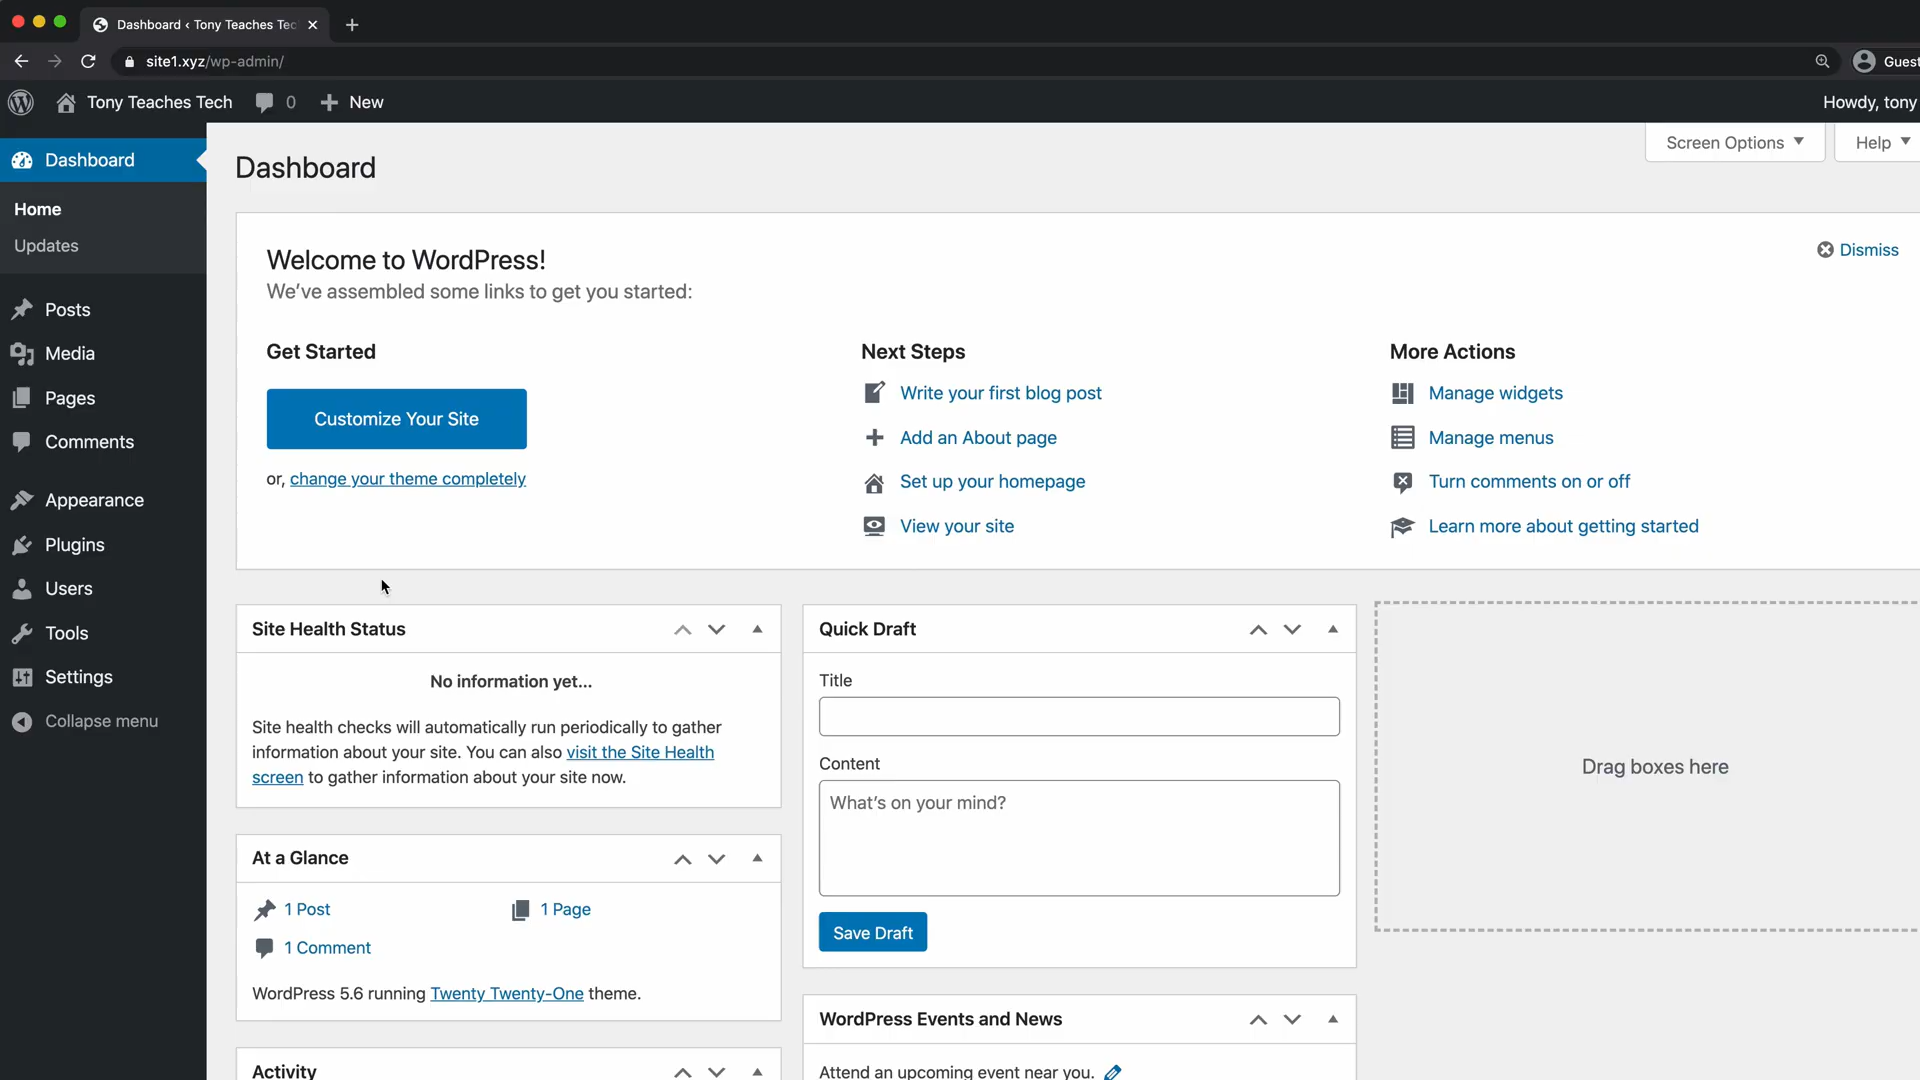 Dashboard ‹ Tony Teaches Tec
site1.xyz/wp-admin/
Guest
Tony Teaches Tech
0
New
Howdy, tony
Dashboard
Home
Updates
Posts
Media
Pages
Comments
Appearance
Plugins
Users
Tools
Settings
Collapse menu
Dashboard
Screen Options
Help
Welcome to WordPress!
We've assembled some links to get you started:
Dismiss
Get Started
Customize Your Site
or, change your theme completely
Next Steps
Write your first blog post
Add an About page
Set up your homepage
View your site
More Actions
Manage widgets
Manage menus
Turn comments on or off
Learn more about getting started
Site Health Status
No information yet...
Site health checks will automatically run periodically to gather
information about your site. You can also visit the Site Health
screen to gather information about your site now.
At a Glance
1 Post
1 Page
1 Comment
WordPress 5.6 running Twenty Twenty-One theme.
Activity
Quick Draft
Title
Content
What's on your mind?
Save Draft
WordPress Events and News
Attend an upcoming event near you.
Drag boxes here